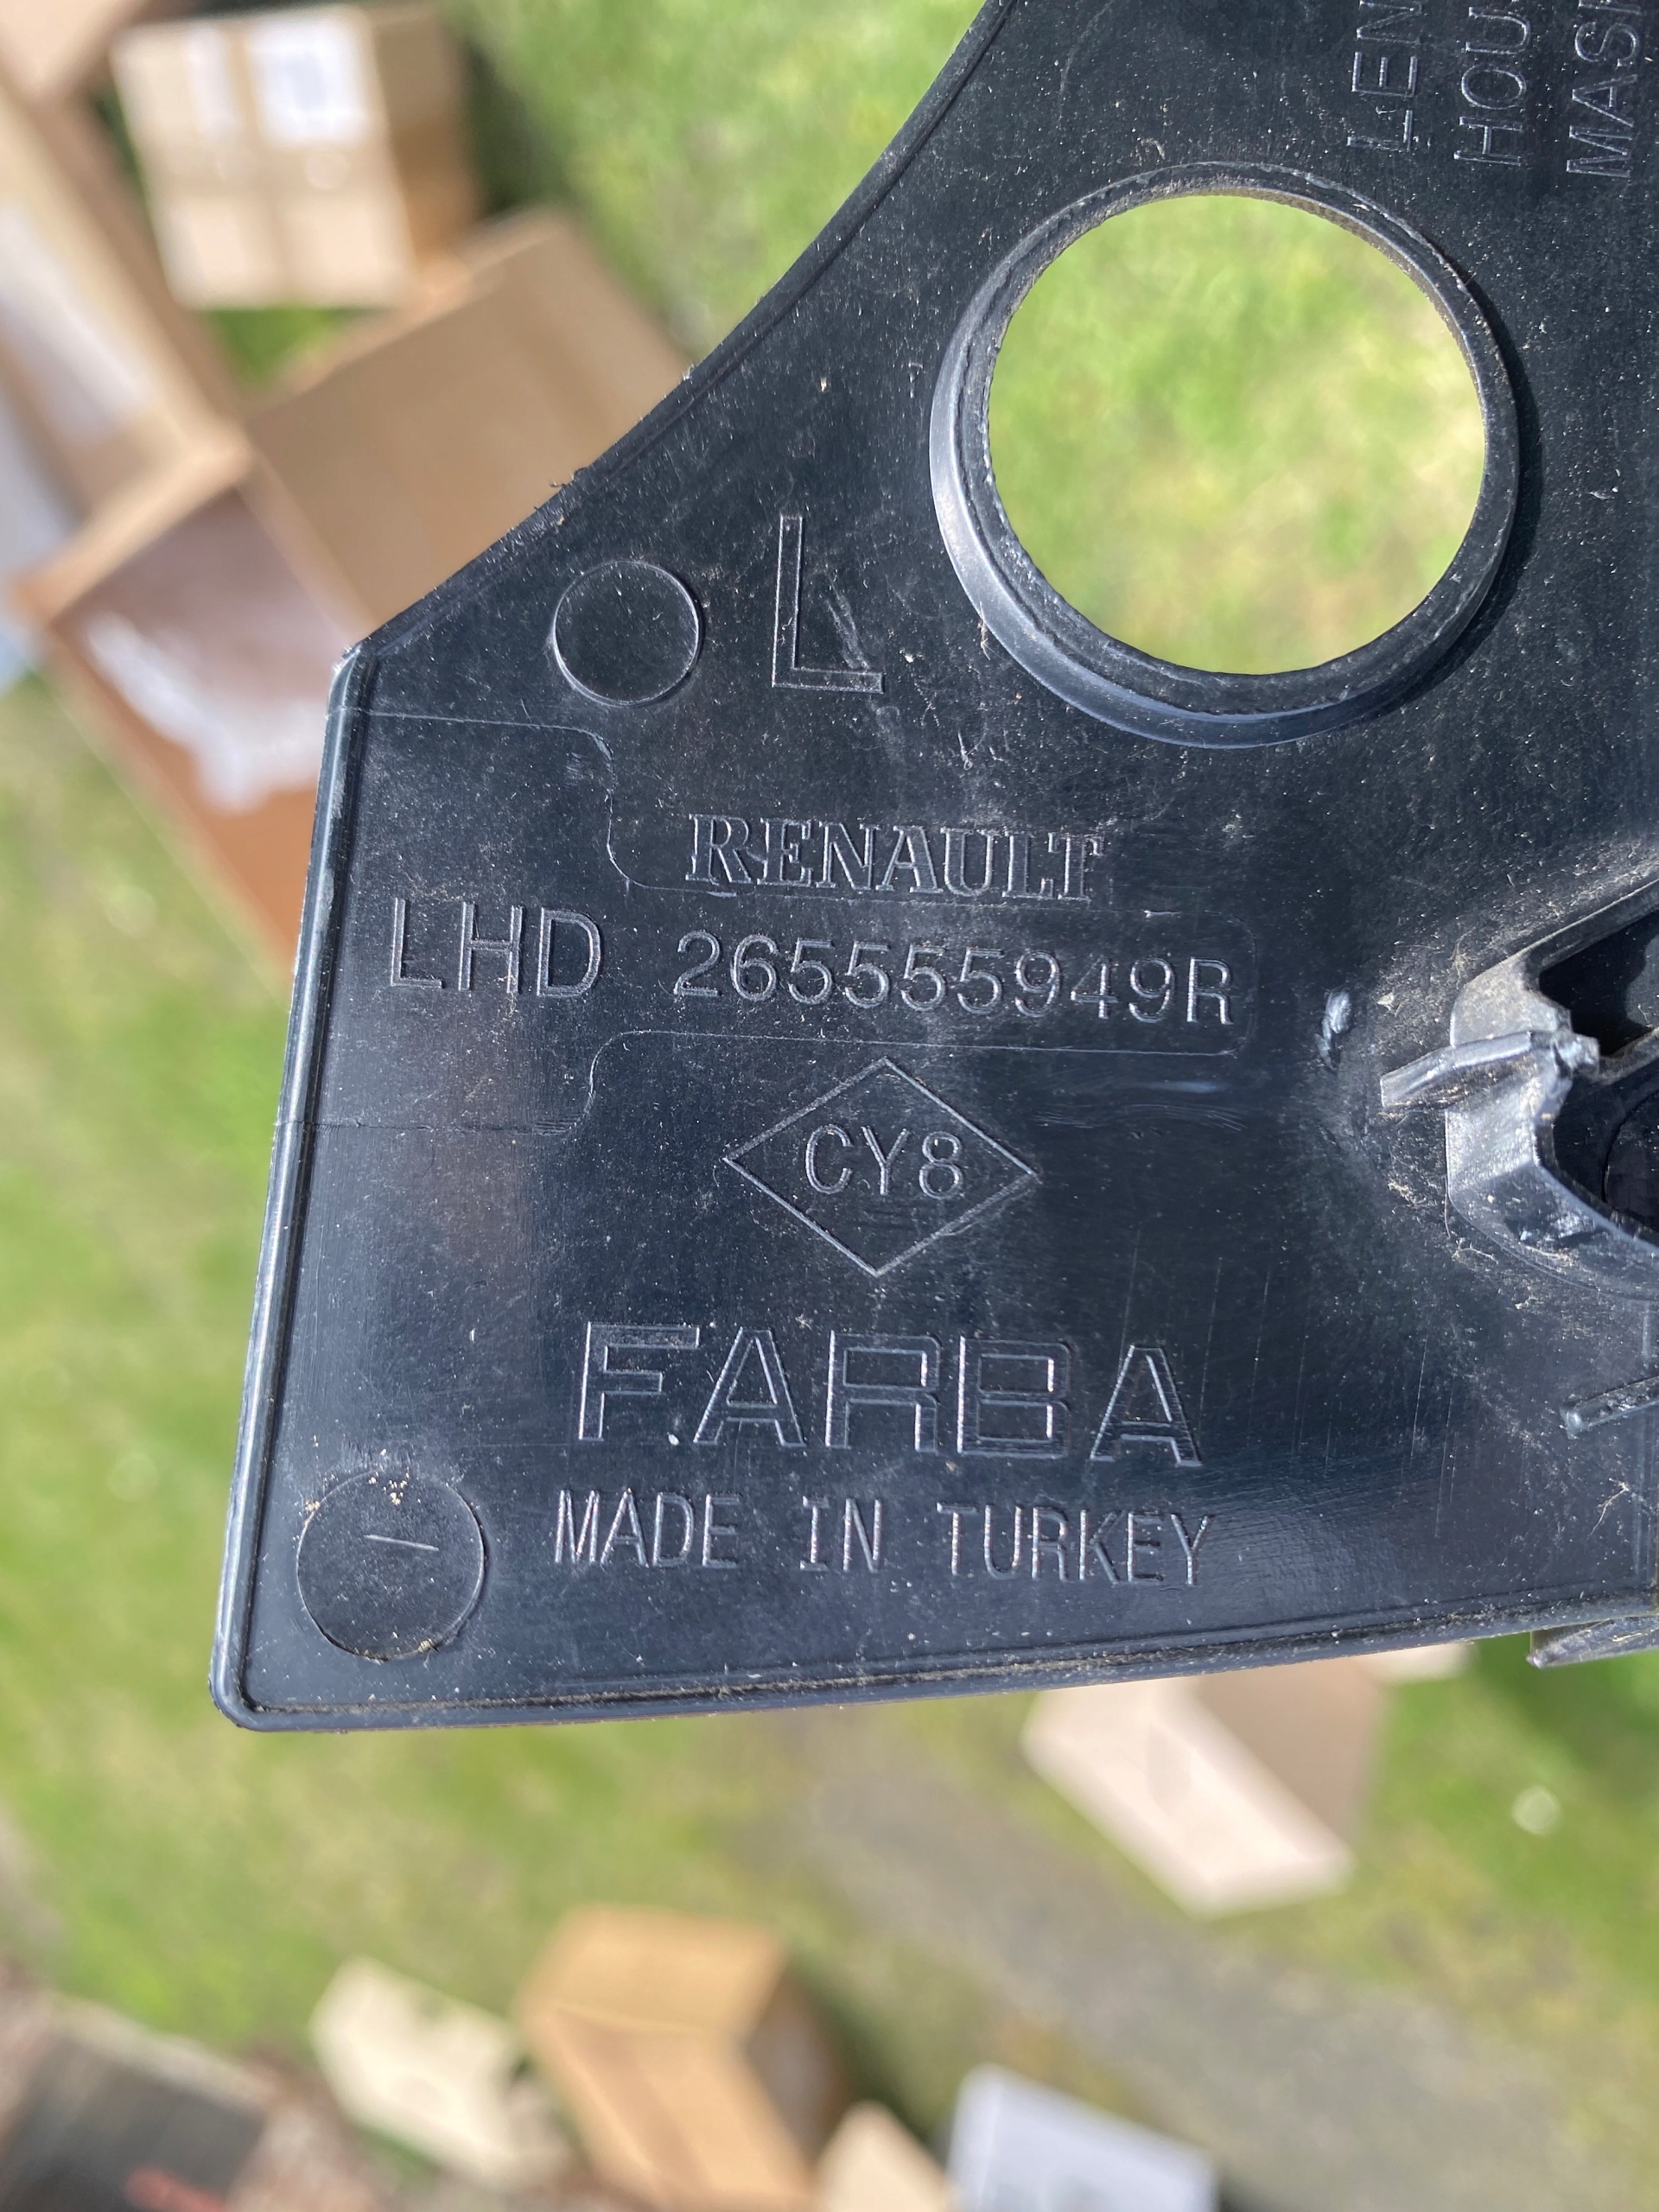 L
RENAULT
LHD 265555949R
CY8
FARBA
MADE IN TURKEY